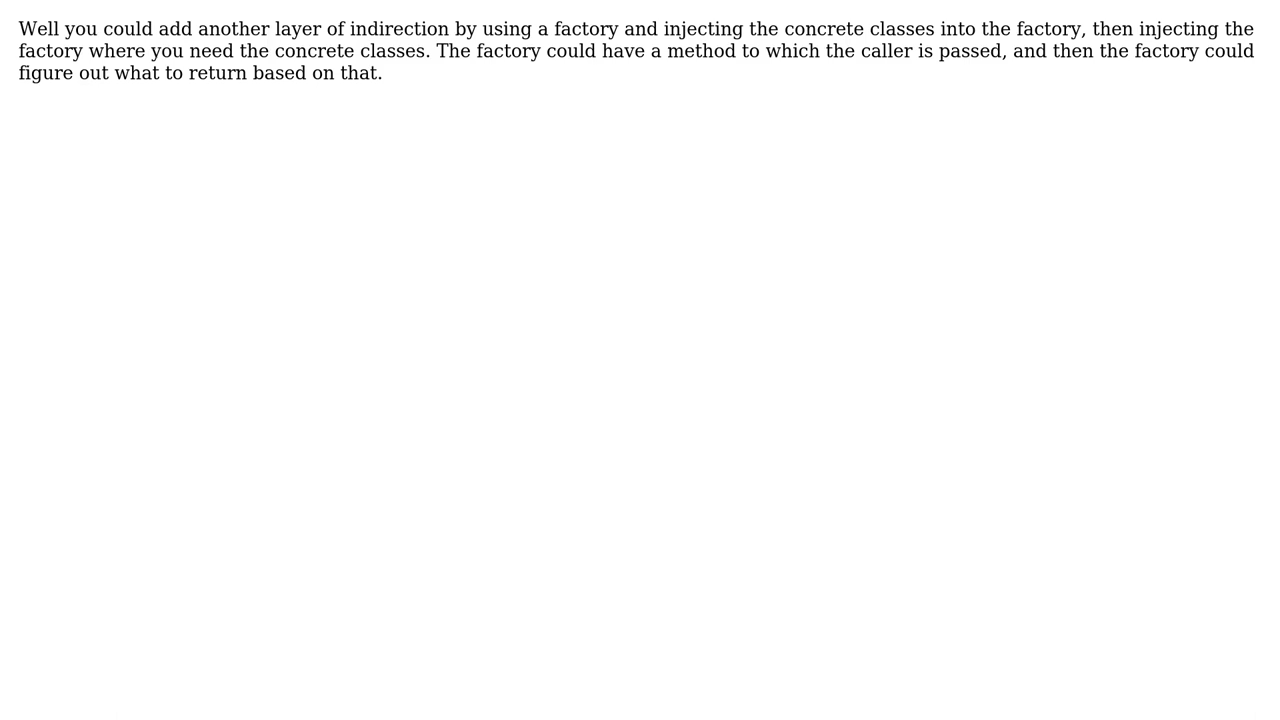 Well you could add another layer of indirection by using a factory and injecting the concrete classes into the factory, then injecting the
factory where you need the concrete classes. The factory could have a method to which the caller is passed, and then the factory could
figure out what to return based on that.